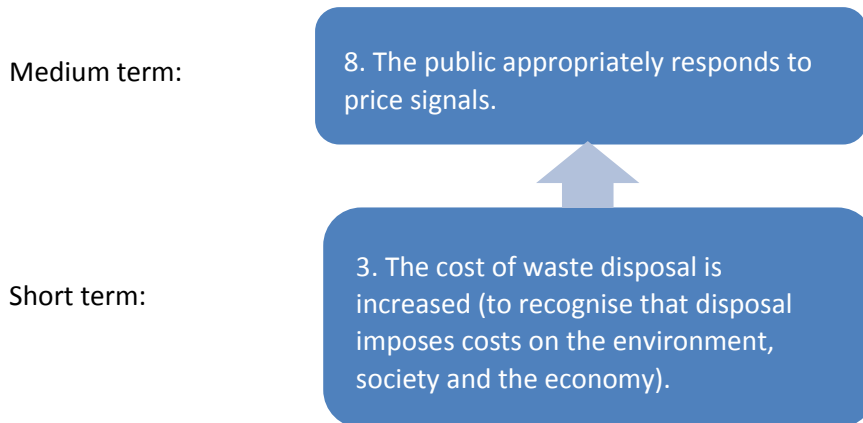 Medium term:
8. The public appropriately responds to
price signals.
Short term:
3. The cost of waste disposal is
increased (to recognise that disposal
imposes costs on the environment,
society and the economy).